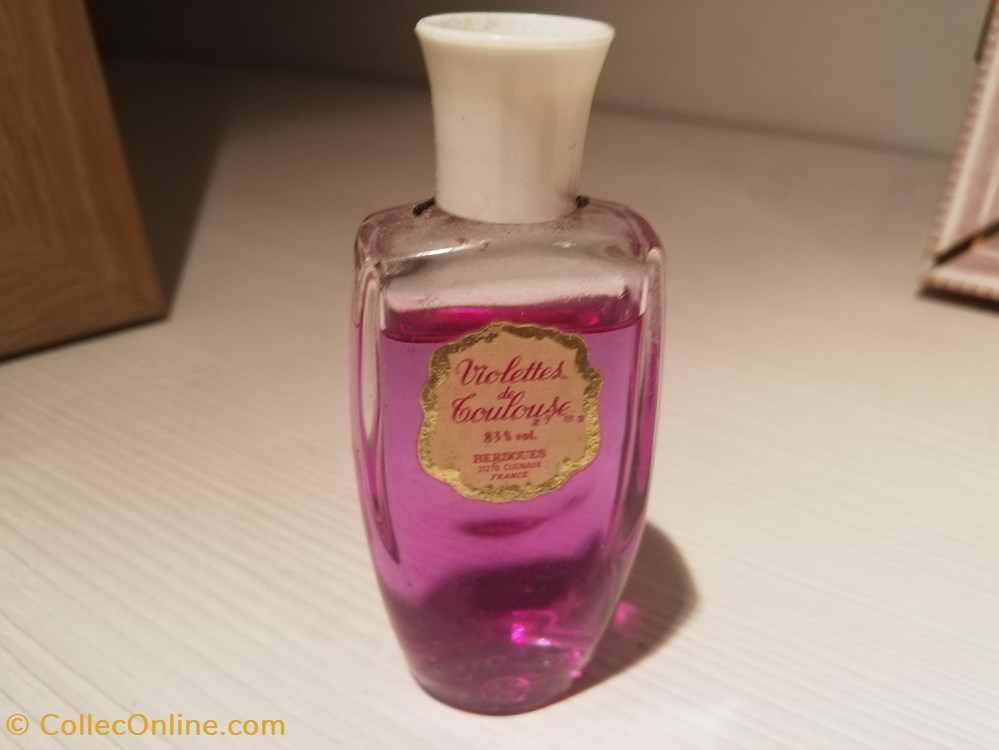 Violettes
de
Toulouse
83% vol.
BERDOUES
31270 CUGNAUX
FRANCE
© CollecOnline.com